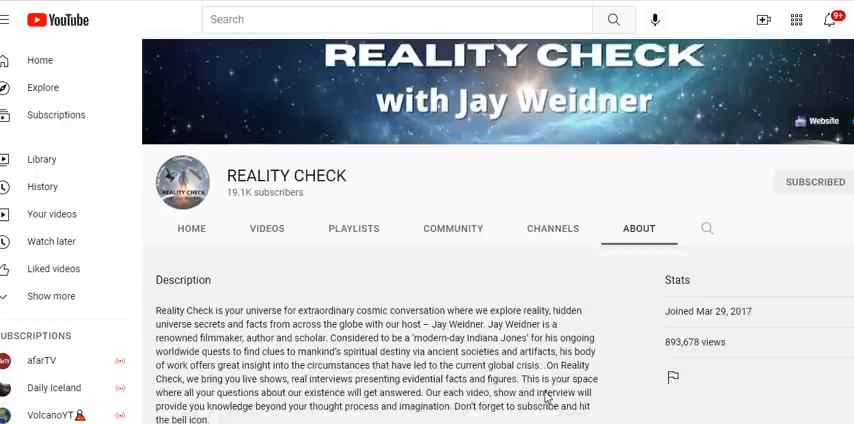 YouTube
Search
9+
REALITY CHECK
with Jay Weidner
Website
Home
Explore
Subscriptions
Library
History
Your videos
Watch later
Liked videos
Show more
SUBSCRIPTIONS
afarTV
Daily Iceland
VolcanoYT
REALITY CHECK
19.1K subscribers
SUBSCRIBED
HOME VIDEOS PLAYLISTS COMMUNITY CHANNELS ABOUT
Description
Reality Check is your universe for extraordinary cosmic conversation where we explore reality, hidden
universe secrets and facts from across the globe with our host – Jay Weidner. Jay Weidner is a
renowned filmmaker, author and scholar. Considered to be a 'modern-day Indiana Jones' for his ongoing
worldwide quests to find clues to mankind's spiritual destiny via ancient societies and artifacts, his body
of work offers great insight into the circumstances that have led to the current global crisis. .On Reality
Check, we bring you live shows, real interviews presenting evidential facts and figures. This is your space
where all your questions about our existence will get answered. Our each video, show and interview will
provide you knowledge beyond your thought process and imagination. Don't forget to subscribe and hit
the bell icon.
Stats
Joined Mar 29, 2017
893,678 views